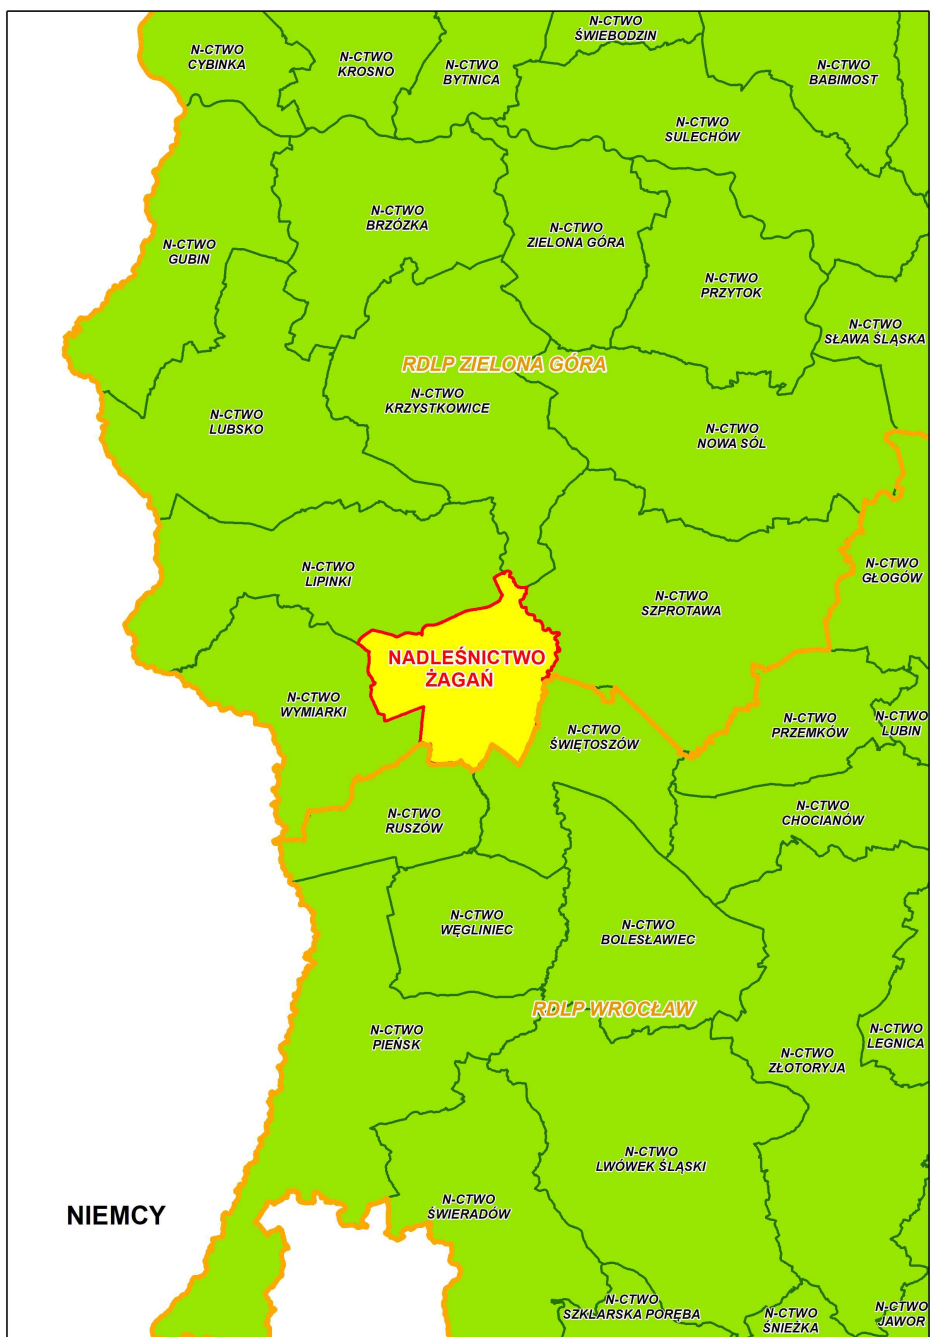 N-CTWO
ŚWIEBODZIN
N-CTWO
CYBINKA
N-CTWO
KROSNO
N-CTWO
BYTNICA
N-CTWO
BABIMOST
N-CTWO
SULECHÓW
N-CTWO
BRZÓZKA
N-CTWO
ZIELONA GÓRA
N-CTWO
GUBIN
N-CTWO
PRZYTOK
N-CTWO
SŁAWA ŚLĄSKA
RDLP ZIELONA GÓRA
N-CTWO
KRZYSTKOWICE
N-CTWO
LUBSKO
N-CTWO
NOWA SÓL
N-CTWO
LIPINKI
N-CTWO
GŁOGÓW
N-CTWO
SZPROTAWA
NADLEŚNICTWO
ŻAGAŃ
N-CTWO
WYMIARKI
N-CTWO
ŚWIĘTOSZÓW
N-CTWO
PRZEMKÓW
N-CTWO
LUBIN
N-CTWO
RUSZÓW
N-CTWO
CHOCIANÓW
N-CTWO
WĘGLINIEC
N-CTWO
BOLESŁAWIEC
RDLP WROCŁAW
N-CTWO
PIEŃSK
N-CTWO
LEGNICA
N-CTWO
ZŁOTORYJA
N-CTWO
LWÓWEK ŚLĄSKI
NIEMCY
N-CTWO
ŚWIERADÓW
N-CTWO
SZKLARSKA PORĘBA
N-CTWO
ŚNIEŻKA
N-CTWO
JAWOR